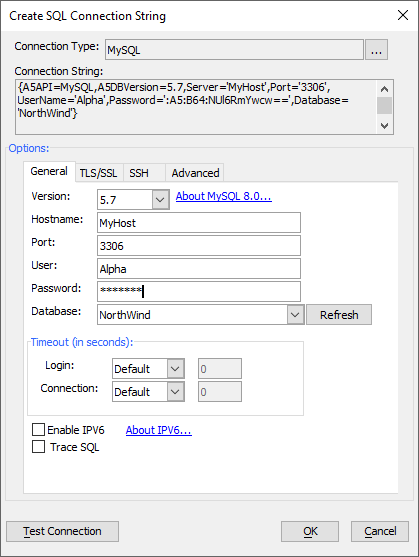 Create SQL Connection String
Connection Type: MySQL ...
Connection String:
{A5API=MySQL,A5DBVersion=5.7,Server='MyHost',Port='3306',
UserName='Alpha',Password=':A5:B64:NUl6RmYwcw==',Database=
'NorthWind'}
Options:
General TLS/SSL SSH Advanced
Version: 5.7 About MySQL 8.0...
Hostname: MyHost
Port: 3306
User: Alpha
Password: *******
Database: NorthWind Refresh
Timeout (in seconds):
Login: Default 0
Connection: Default 0
Enable IPV6 About IPV6...
Trace SQL
Test Connection OK Cancel